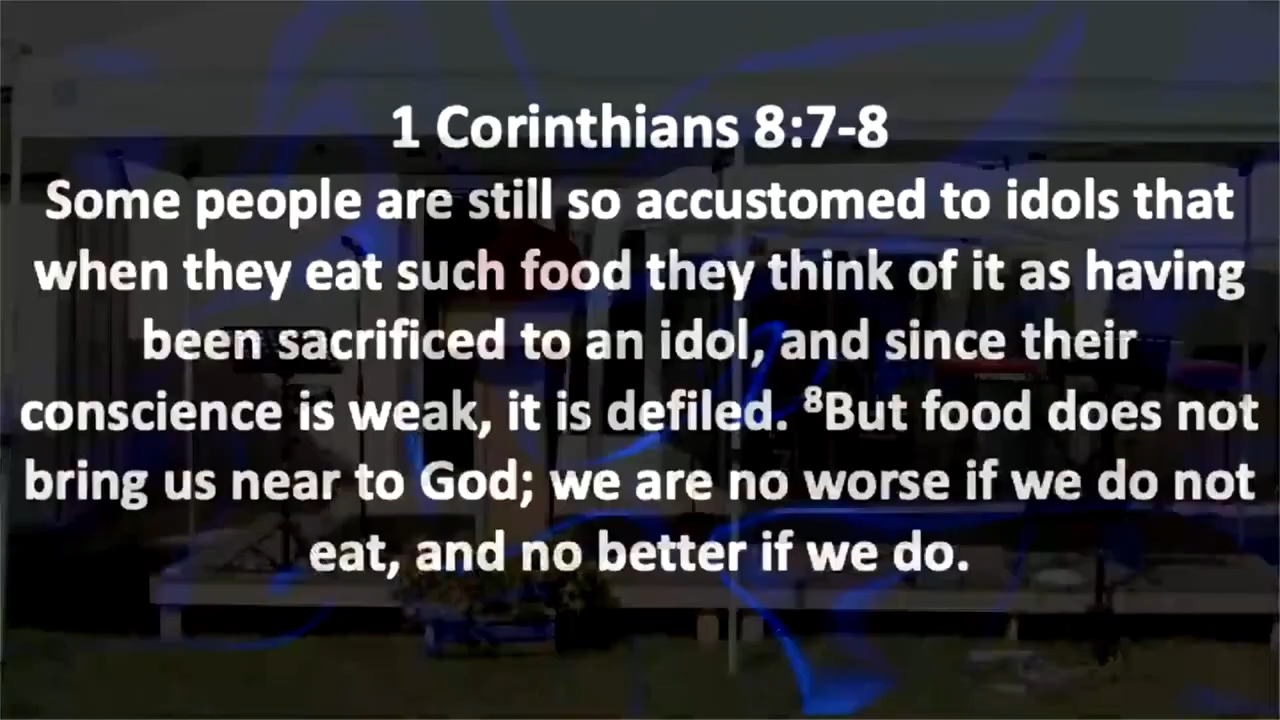 1 Corinthians 8:7-8
Some people are still so accustomed to idols that
when they eat such food they think of it as having
been sacrificed to an idol, and since their
conscience is weak, it is defiled. ⁸But food does not
bring us near to God; we are no worse if we do not
eat, and no better if we do.